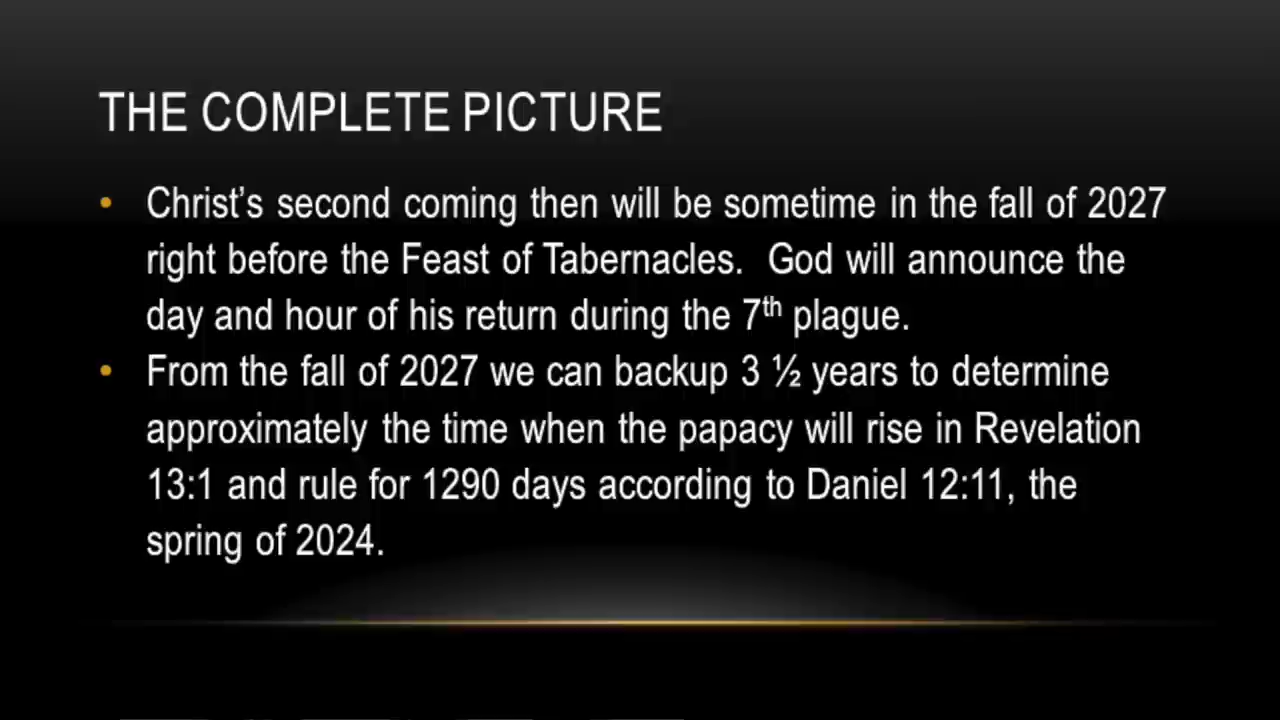 THE COMPLETE PICTURE
• Christ’s second coming then will be sometime in the fall of 2027
right before the Feast of Tabernacles.  God will announce the
day and hour of his return during the 7th plague.
• From the fall of 2027 we can backup 3 ½ years to determine
approximately the time when the papacy will rise in Revelation
13:1 and rule for 1290 days according to Daniel 12:11, the
spring of 2024.